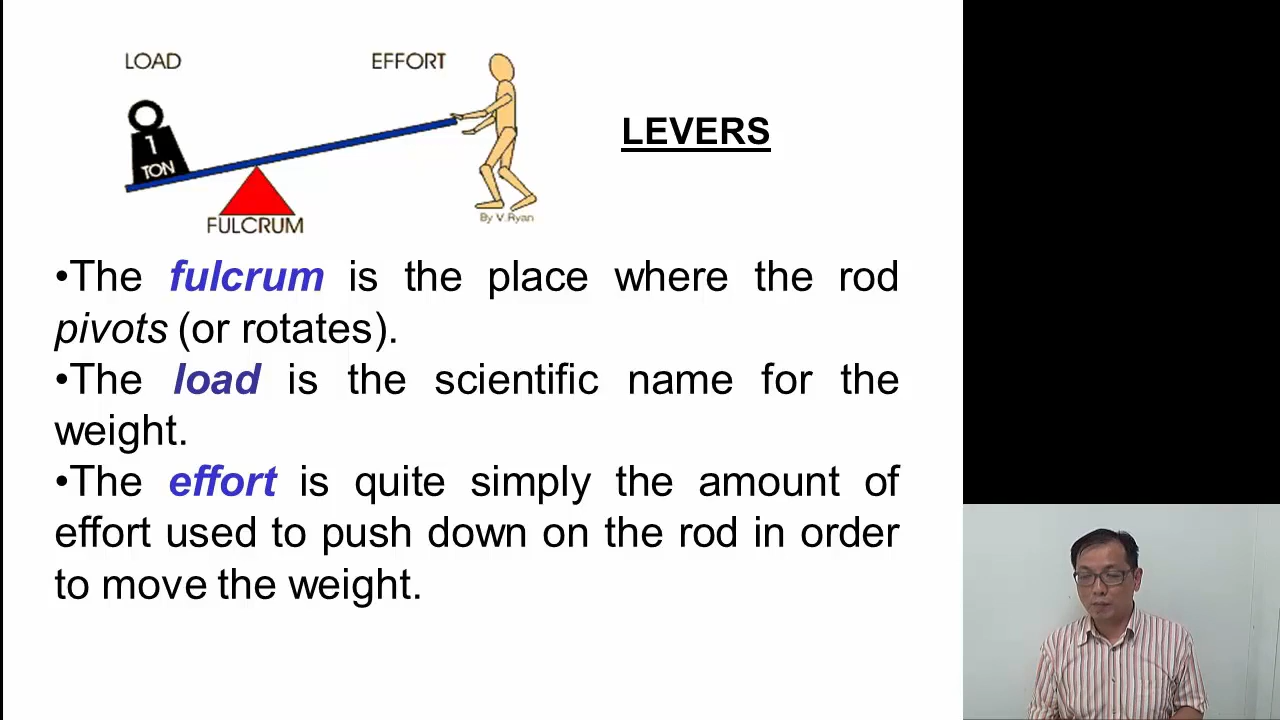 LOAD EFFORT
LEVERS
1
TON
FULCRUM
By V.Ryan
•The fulcrum is the place where the rod
pivots (or rotates).
•The load is the scientific name for the
weight.
•The effort is quite simply the amount of
effort used to push down on the rod in order
to move the weight.